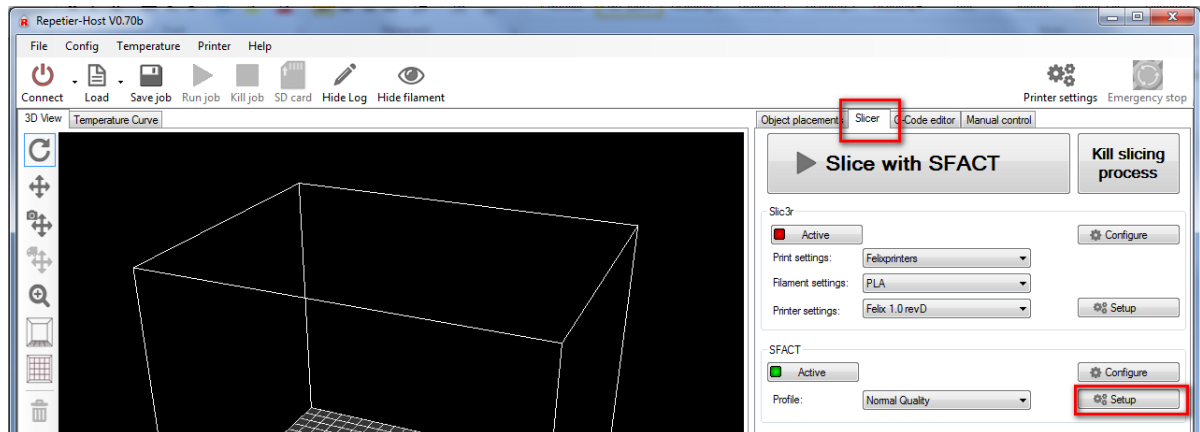 Repetier-Host V0.70b
File Config Temperature Printer Help
Connect Load Save job Run job Kill job SD card Hide Log Hide filament Printer settings Emergency stop
3D View Temperature Curve
Object placement Slicer G-Code editor Manual control
Slice with SFACT
Kill slicing
process
Slic3r
Active Configure
Print settings: Felixprinters
Filament settings: PLA
Printer settings: Felix 1.0 revD Setup
SFACT
Active Configure
Profile: Normal Quality Setup